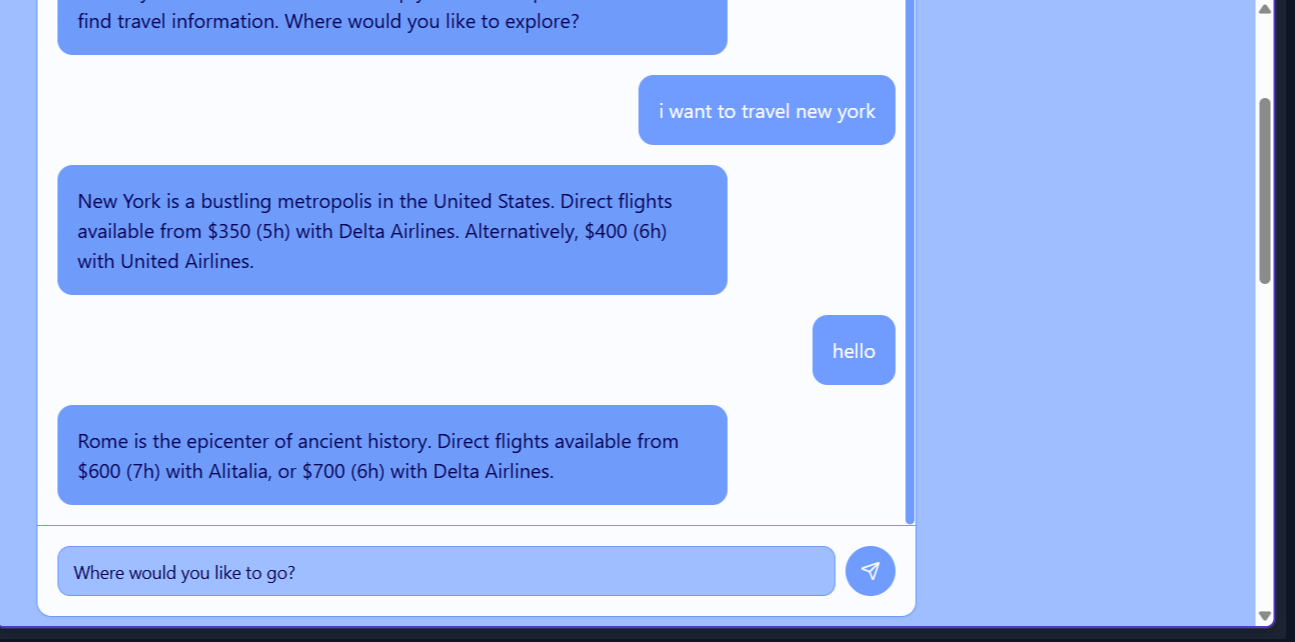 find travel information. Where would you like to explore?
i want to travel new york
New York is a bustling metropolis in the United States. Direct flights
available from $350 (5h) with Delta Airlines. Alternatively, $400 (6h)
with United Airlines.
hello
Rome is the epicenter of ancient history. Direct flights available from
$600 (7h) with Alitalia, or $700 (6h) with Delta Airlines.
Where would you like to go?